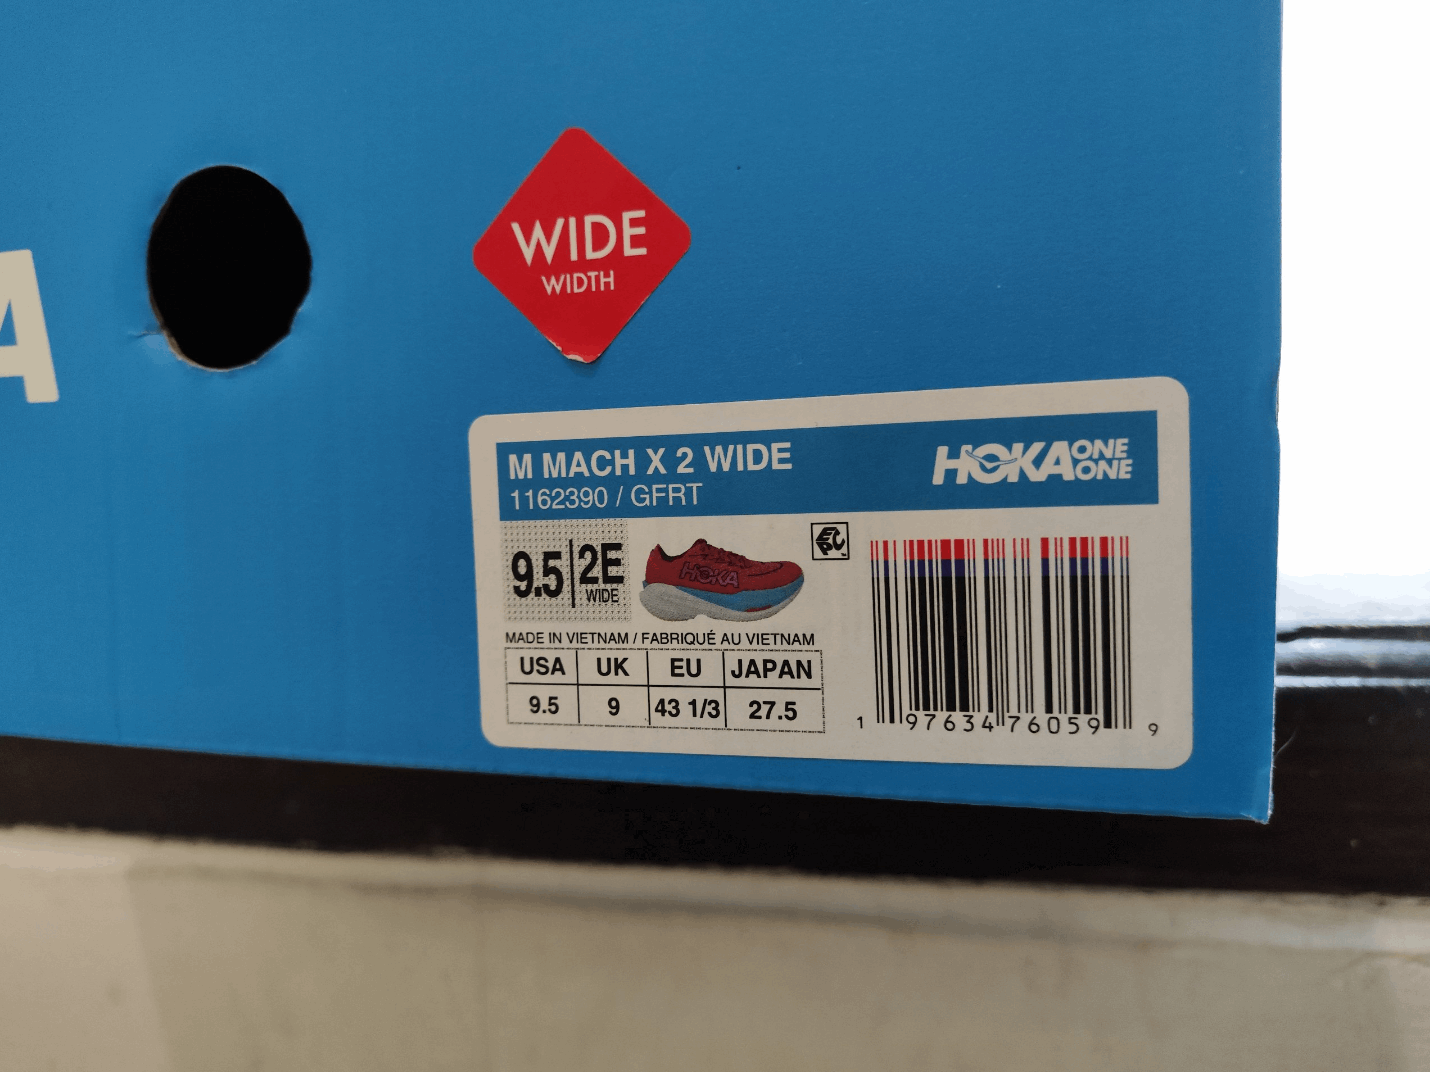 A
WIDE
WIDTH
M MACH X 2 WIDE
1162390 / GFRT
HOKA ONE ONE
9.5 2E
WIDE
HOKA
EPC
MADE IN VIETNAM / FABRIQUÉ AU VIETNAM
USA UK EU JAPAN
9.5 9 43 1/3 27.5
1 97634 76059 9